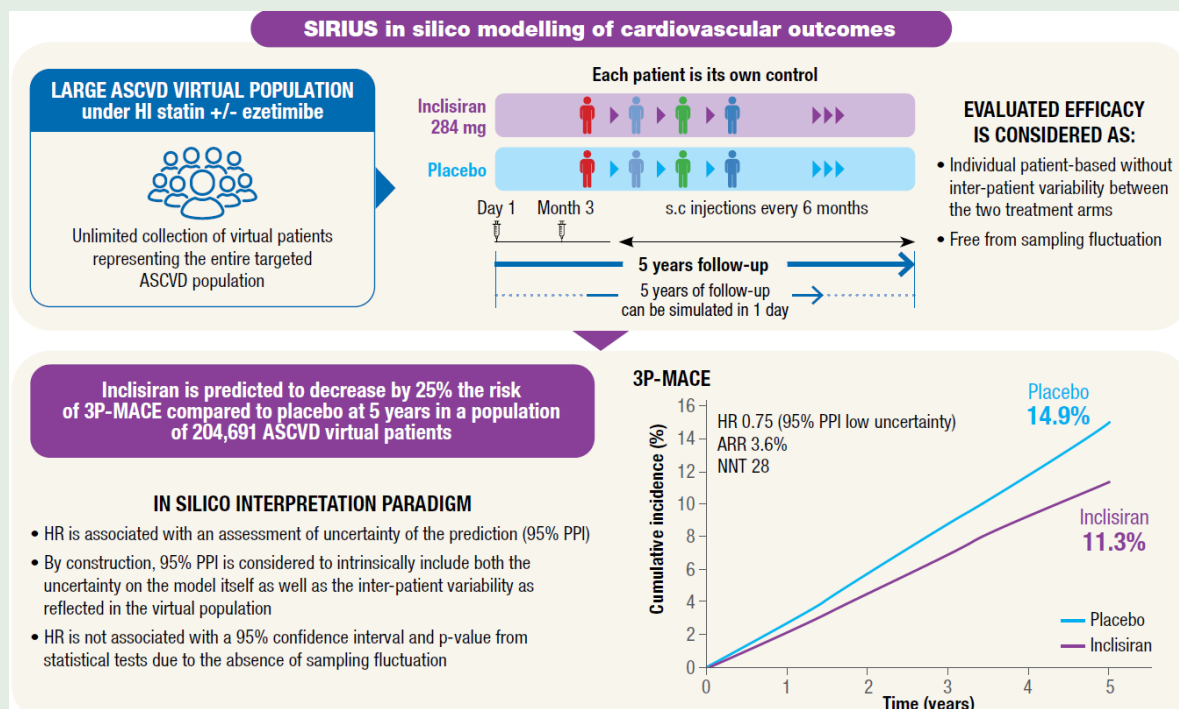 SIRIUS in silico modelling of cardiovascular outcomes
LARGE ASCVD VIRTUAL POPULATION
under HI statin +/- ezetimibe
Unlimited collection of virtual patients
representing the entire targeted
ASCVD population
Each patient is its own control
Inclisiran
284 mg
Placebo
Day 1
Month 3
s.c injections every 6 months
5 years follow-up
5 years of follow-up
can be simulated in 1 day
EVALUATED EFFICACY
IS CONSIDERED AS:
• Individual patient-based without
inter-patient variability between
the two treatment arms
• Free from sampling fluctuation
Inclisiran is predicted to decrease by 25% the risk
of 3P-MACE compared to placebo at 5 years in a population
of 204,691 ASCVD virtual patients
IN SILICO INTERPRETATION PARADIGM
• HR is associated with an assessment of uncertainty of the prediction (95% PPI)
• By construction, 95% PPI is considered to intrinsically include both the
uncertainty on the model itself as well as the inter-patient variability as
reflected in the virtual population
• HR is not associated with a 95% confidence interval and p-value from
statistical tests due to the absence of sampling fluctuation
3P-MACE
Cumulative incidence (%)
16
14
12
10
8
6
4
2
0
HR 0.75 (95% PPI low uncertainty)
ARR 3.6%
NNT 28
Placebo
14.9%
Inclisiran
11.3%
Placebo
Inclisiran
0
1
2
3
4
5
Time (years)